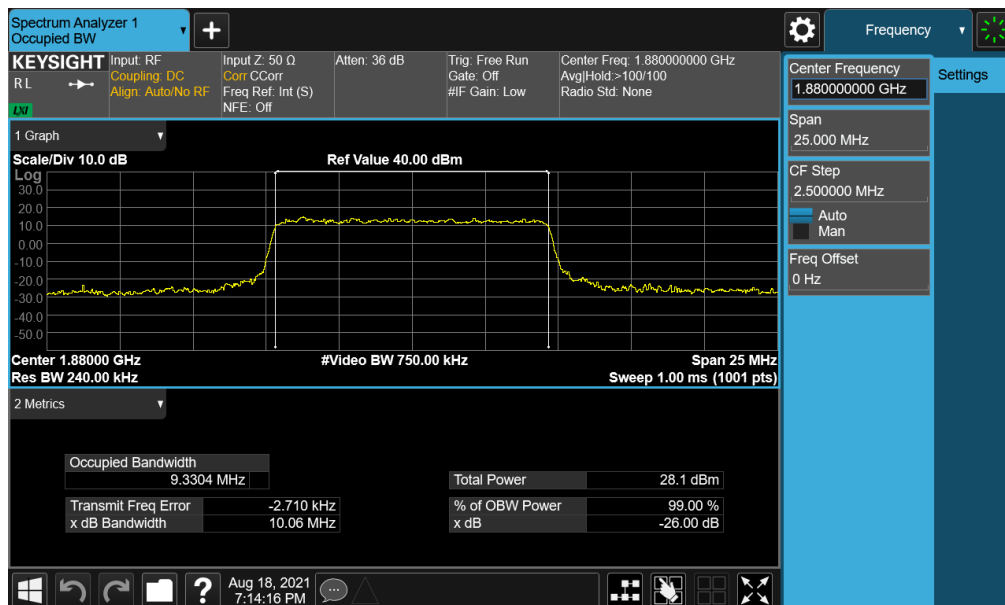 Spectrum Analyzer 1
Occupied BW
+
Frequency
KEYSIGHT
RL
LXI
Input: RF
Coupling: DC
Align: Auto/No RF
Input Z: 50 Ω
Corr CCorr
Freq Ref: Int (S)
NFE: Off
Atten: 36 dB
Trig: Free Run
Gate: Off
#IF Gain: Low
Center Freq: 1.880000000 GHz
Avg|Hold:>100/100
Radio Std: None
Center Frequency
1.880000000 GHz
Settings
Span
25.000 MHz
CF Step
2.500000 MHz
Auto
Man
Freq Offset
0 Hz
1 Graph
Scale/Div 10.0 dB
Ref Value 40.00 dBm
Log
30.0
20.0
10.0
0.00
-10.0
-20.0
-30.0
-40.0
-50.0
Center 1.88000 GHz
#Video BW 750.00 kHz
Span 25 MHz
Res BW 240.00 kHz
Sweep 1.00 ms (1001 pts)
2 Metrics
Occupied Bandwidth
9.3304 MHz
Total Power 28.1 dBm
Transmit Freq Error -2.710 kHz
% of OBW Power 99.00 %
x dB Bandwidth 10.06 MHz
x dB -26.00 dB
?
Aug 18, 2021
7:14:16 PM